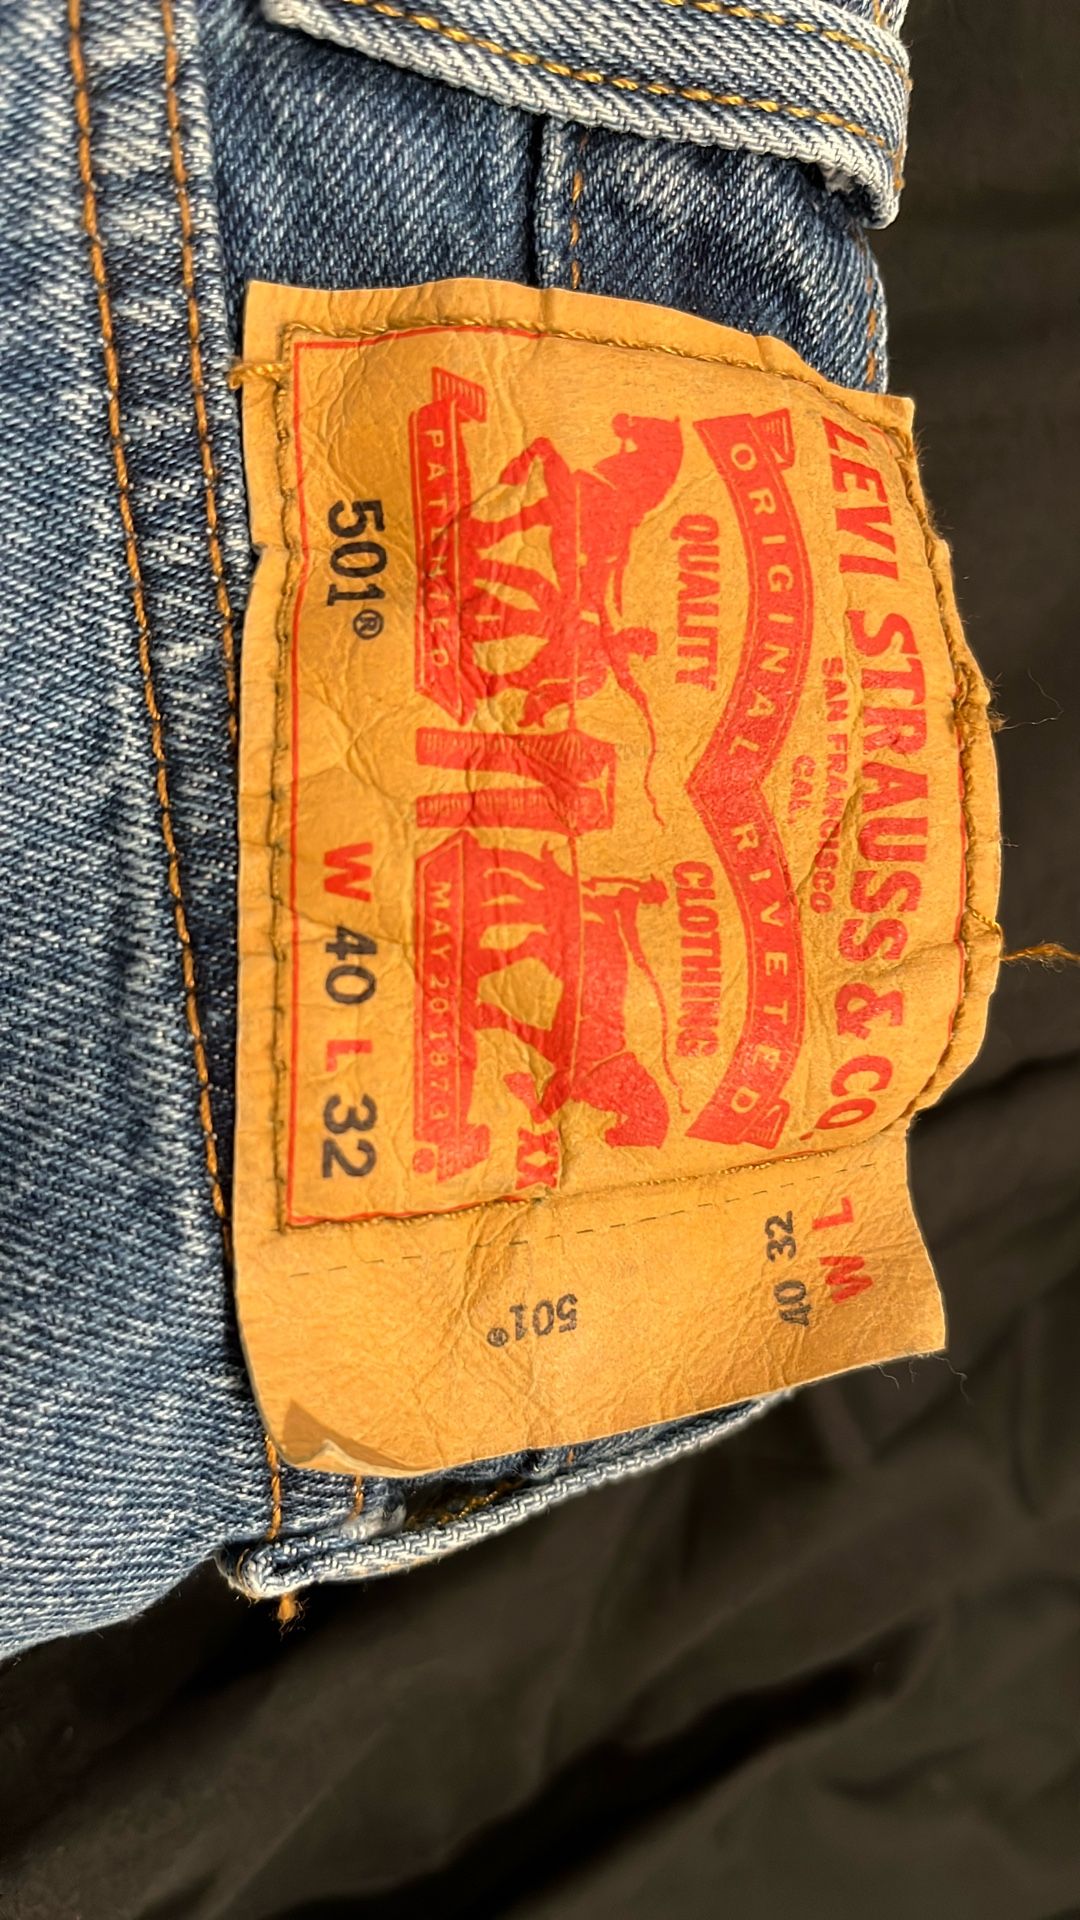 LEVI STRAUSS & CO.
SAN FRANCISCO
CAL.
ORIGINAL RIVETED
QUALITY CLOTHING
PATENTED MAY 20 1873
XX
501® W 40 L 32
W L
40 32
501®